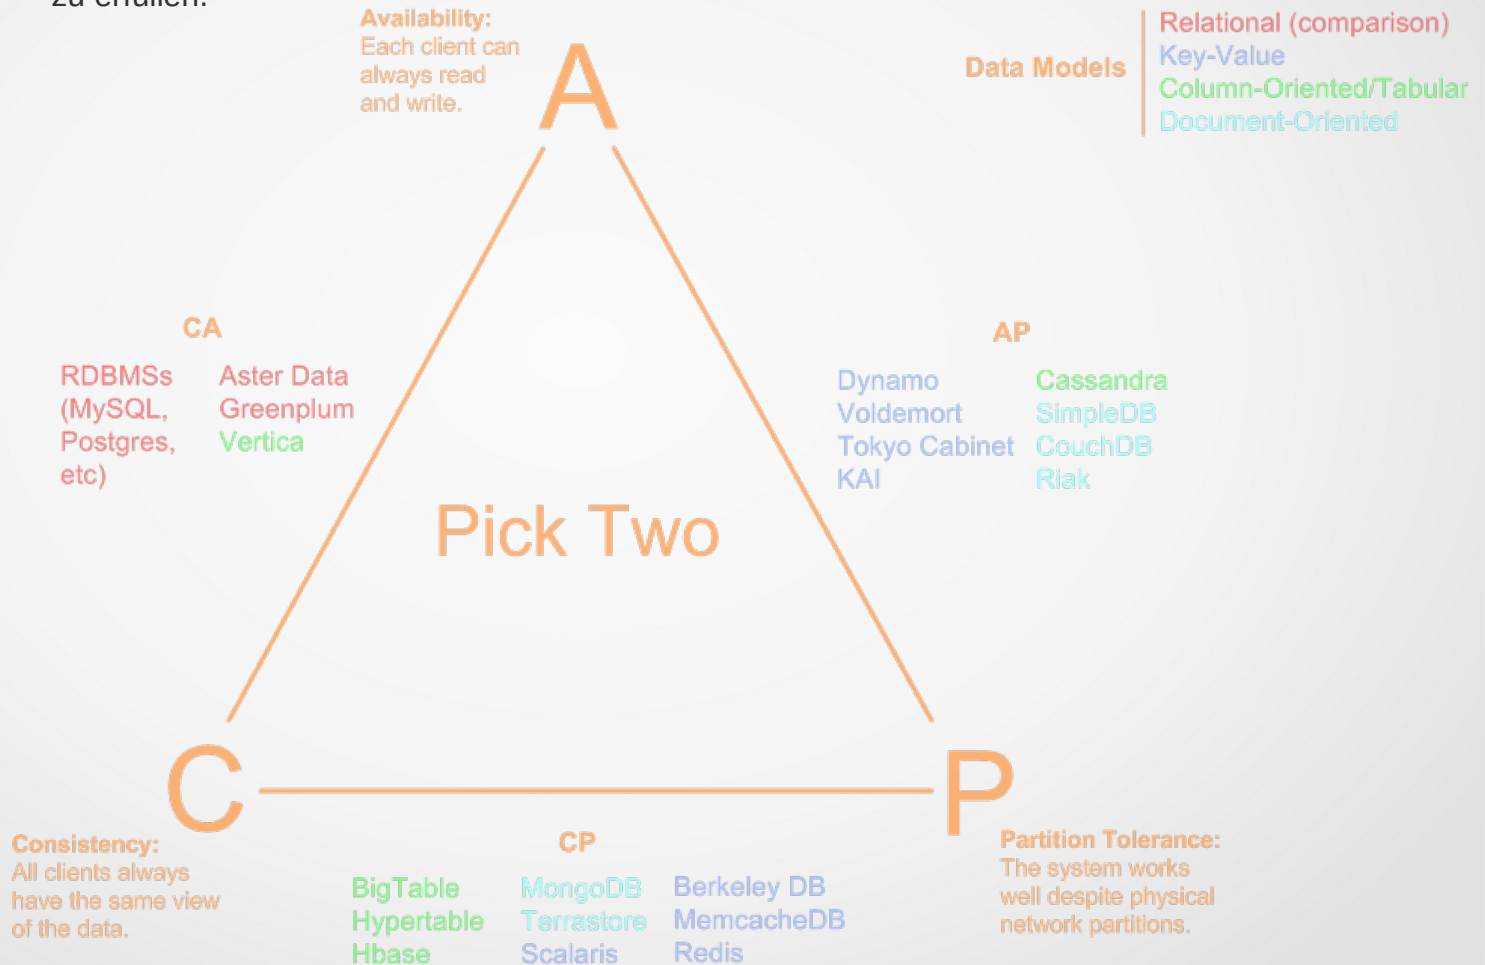 zu erfüllen.
Availability:
Each client can
always read
and write.
A
Data Models
Relational (comparison)
Key-Value
Column-Oriented/Tabular
Document-Oriented
CA
RDBMSs
(MySQL,
Postgres,
etc)
Aster Data
Greenplum
Vertica
AP
Dynamo
Voldemort
Tokyo Cabinet
KAI
Cassandra
SimpleDB
CouchDB
Riak
Pick Two
C
Consistency:
All clients always
have the same view
of the data.
CP
BigTable
Hypertable
Hbase
MongoDB
Terrastore
Scalaris
Berkeley DB
MemcacheDB
Redis
P
Partition Tolerance:
The system works
well despite physical
network partitions.